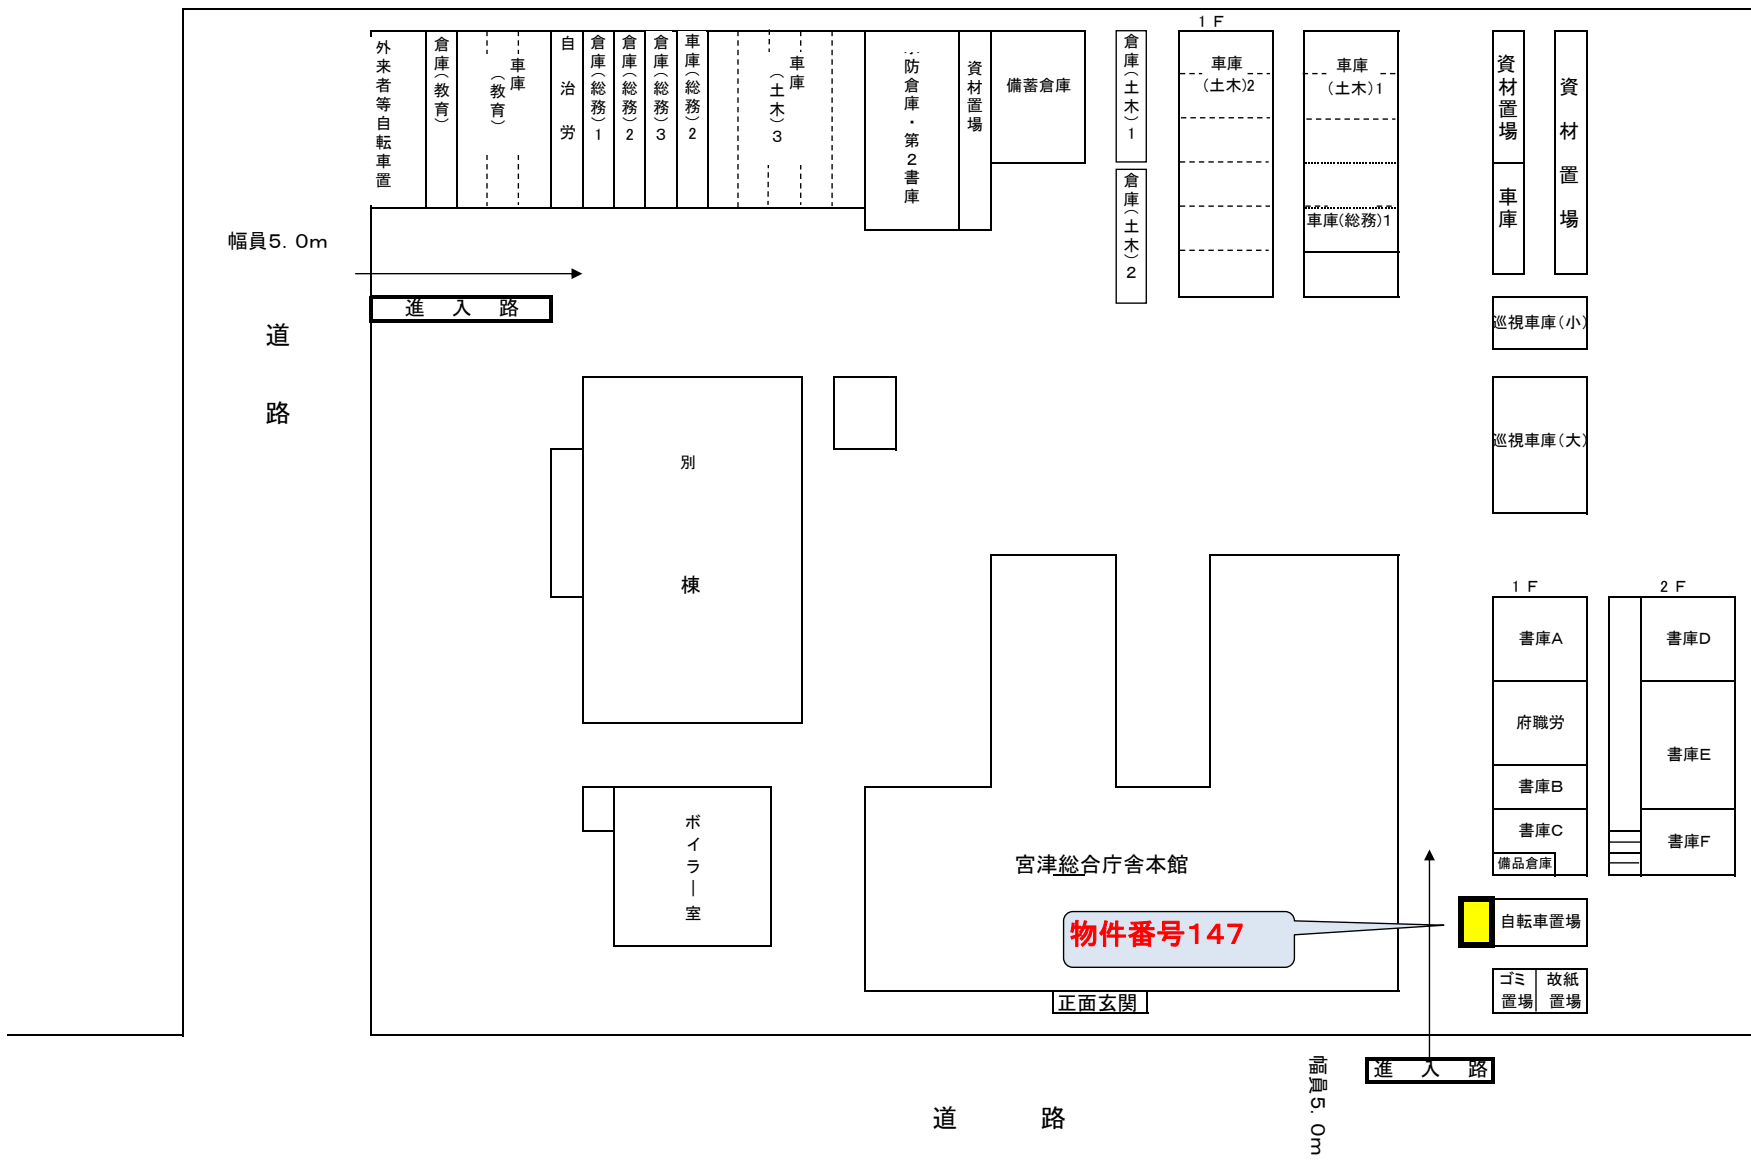 1 F
外来者等自転車置
倉庫(教育)
車庫
(教育)
自治労
倉庫(総務)1
倉庫(総務)2
倉庫(総務)3
車庫(総務)2
車庫
(土木)3
防倉庫・第2書庫
資材置場
備蓄倉庫
倉庫(土木)1
倉庫(土木)2
車庫
(土木)2
車庫
(土木)1
車庫(総務)1
資材置場
車庫
資材置場
幅員5.0m
進 入 路
道路
巡視車庫(小)
巡視車庫(大)
別棟
1 F
2 F
書庫A
府職労
書庫B
書庫C
備品倉庫
書庫D
書庫E
書庫F
ボイラー室
宮津総合庁舎本館
物件番号147
自転車置場
ゴミ
置場
故紙
置場
正面玄関
進 入 路
幅員5.0m
道 路